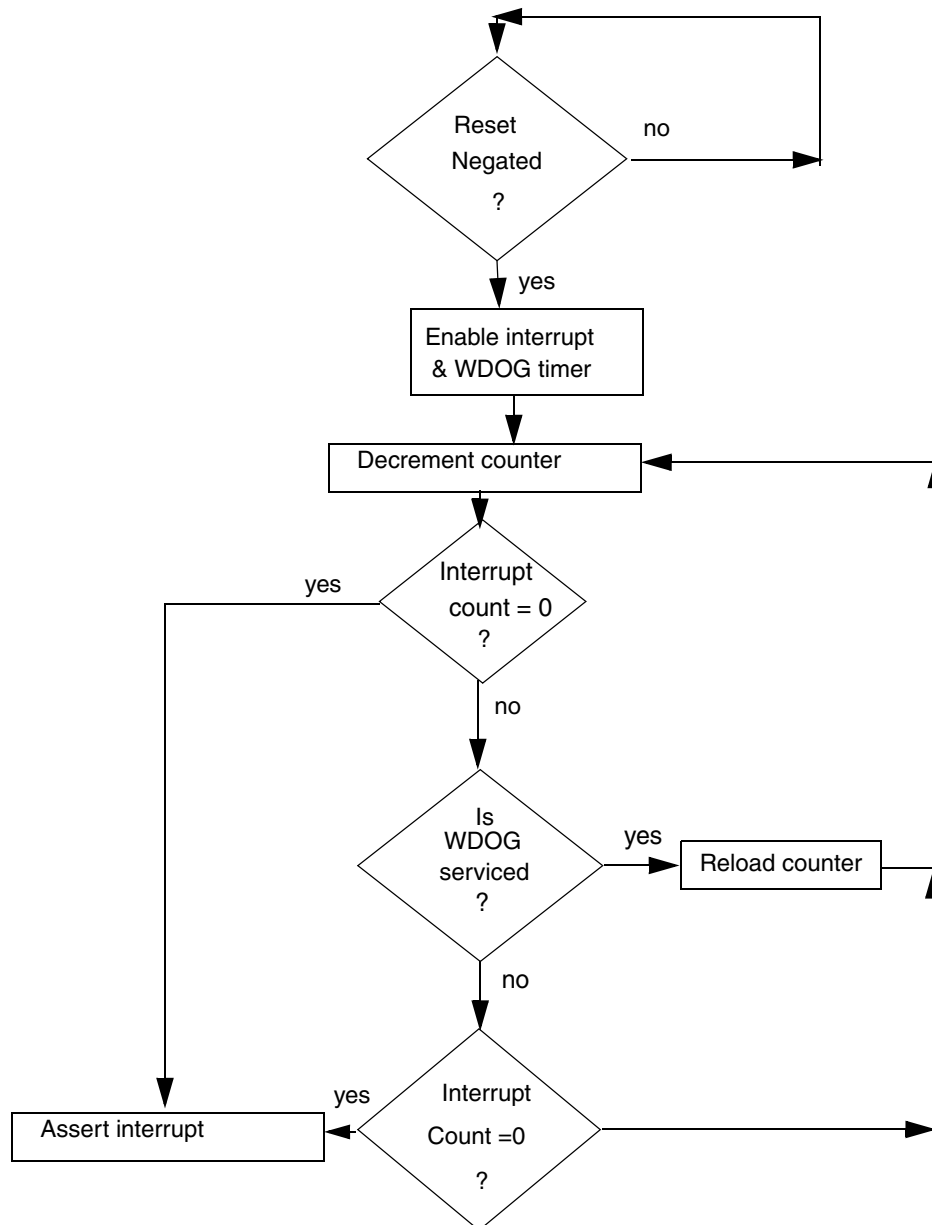 Reset
Negated
?
no
yes
Enable interrupt
& WDOG timer
Decrement counter
yes
Interrupt
count = 0
?
no
Is
WDOG
serviced
?
yes
Reload counter
no
yes
Interrupt
Count =0
?
Assert interrupt